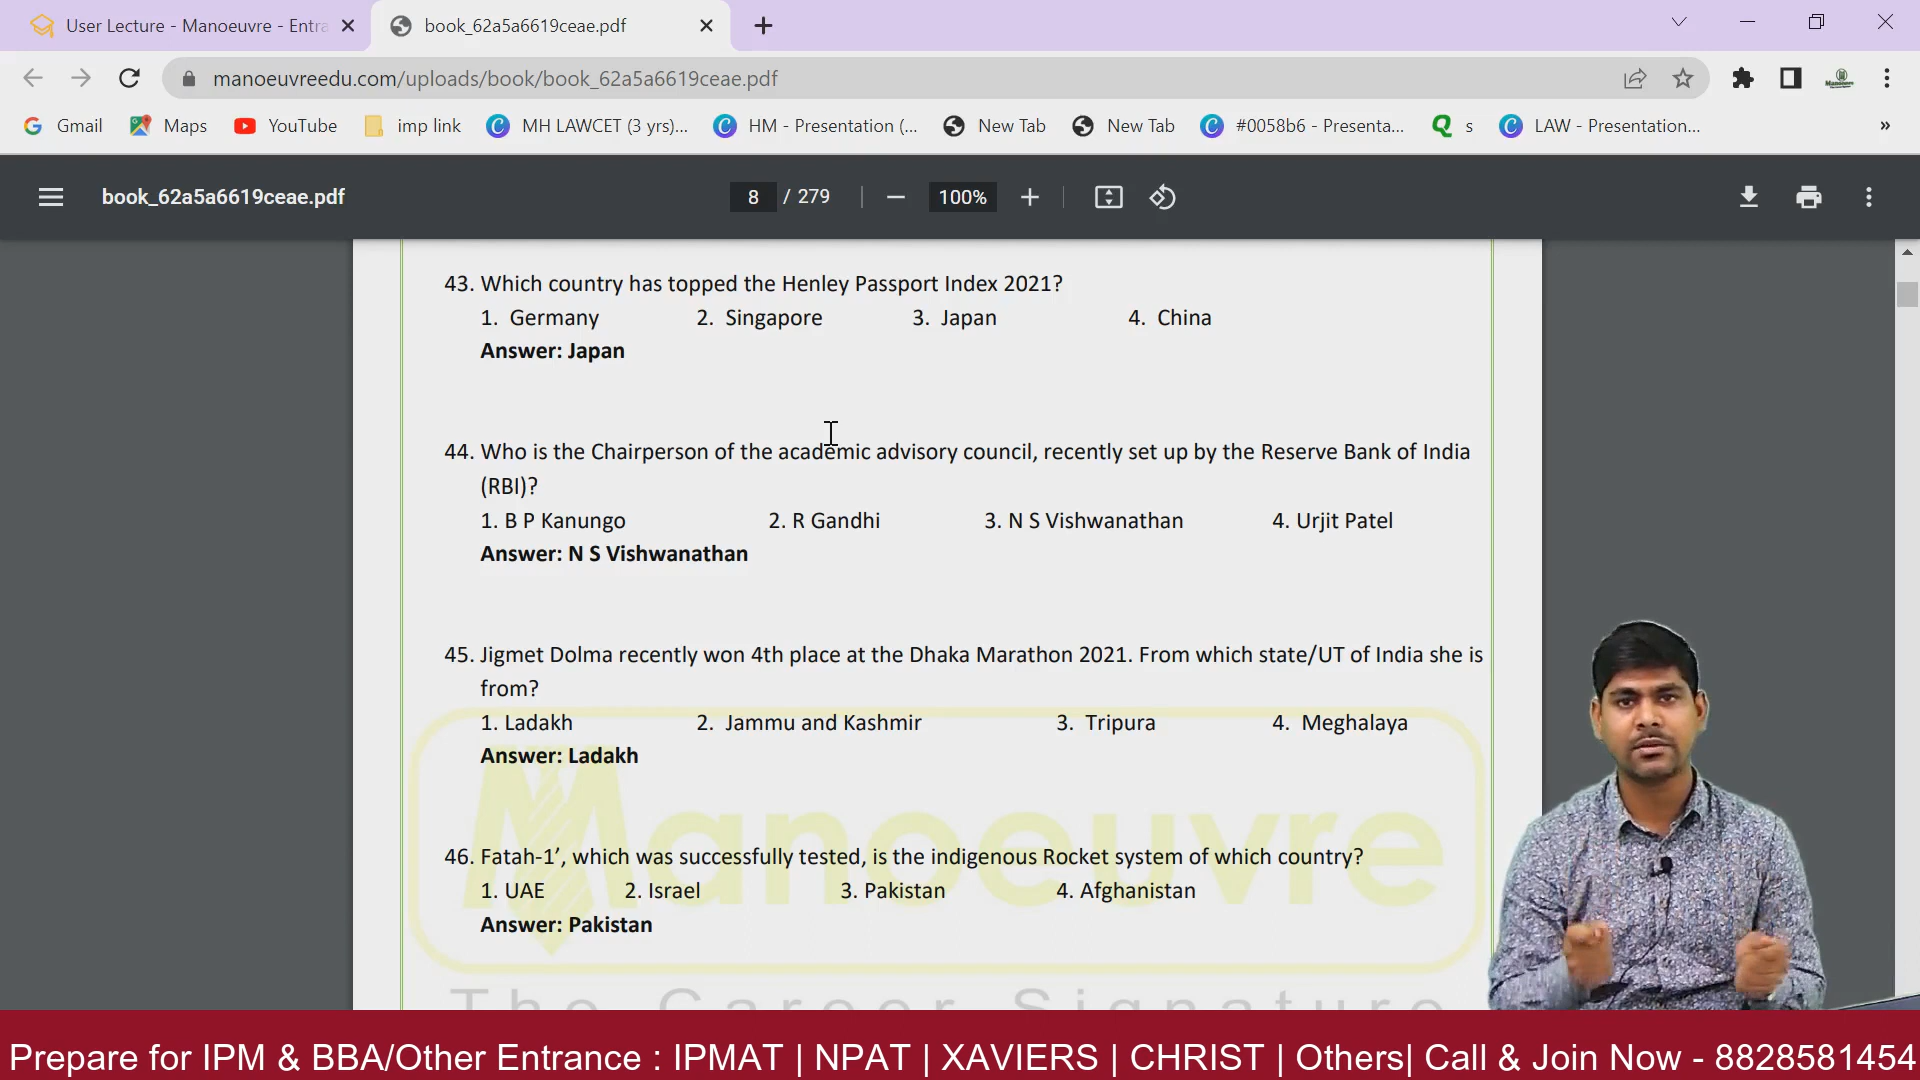 User Lecture - Manoeuvre - Entra
book_62a5a6619ceae.pdf
manoeuvreedu.com/uploads/book/book_62a5a6619ceae.pdf
Gmail Maps YouTube imp link MH LAWCET (3 yrs)... HM - Presentation (... New Tab New Tab #0058b6 - Presenta... s LAW - Presentation... »
book_62a5a6619ceae.pdf 8 / 279 100%
43. Which country has topped the Henley Passport Index 2021?
1. Germany 2. Singapore 3. Japan 4. China
Answer: Japan
44. Who is the Chairperson of the academic advisory council, recently set up by the Reserve Bank of India
(RBI)?
1. B P Kanungo 2. R Gandhi 3. N S Vishwanathan 4. Urjit Patel
Answer: N S Vishwanathan
45. Jigmet Dolma recently won 4th place at the Dhaka Marathon 2021. From which state/UT of India she is
from?
1. Ladakh 2. Jammu and Kashmir 3. Tripura 4. Meghalaya
Answer: Ladakh
Manoeuvre
46. Fatah-1’, which was successfully tested, is the indigenous Rocket system of which country?
1. UAE 2. Israel 3. Pakistan 4. Afghanistan
Answer: Pakistan
The Career Signature
Prepare for IPM & BBA/Other Entrance : IPMAT | NPAT | XAVIERS | CHRIST | Others| Call & Join Now - 8828581454